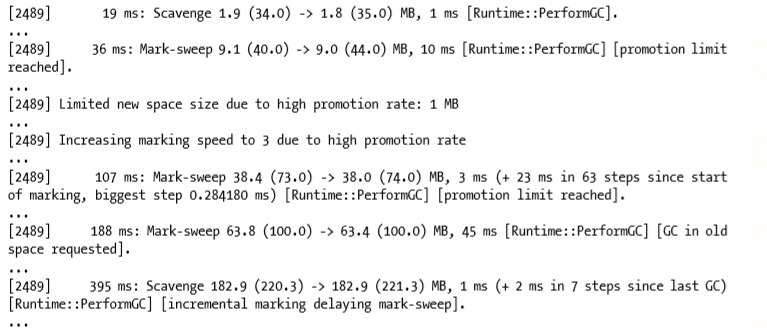 [2489]      19 ms: Scavenge 1.9 (34.0) -> 1.8 (35.0) MB, 1 ms [Runtime::PerformGC].
...
[2489]     36 ms: Mark-sweep 9.1 (40.0) -> 9.0 (44.0) MB, 10 ms [Runtime::PerformGC] [promotion limit
reached].
...
[2489] Limited new space size due to high promotion rate: 1 MB
...
[2489] Increasing marking speed to 3 due to high promotion rate
...
[2489]     107 ms: Mark-sweep 38.4 (73.0) -> 38.0 (74.0) MB, 3 ms (+ 23 ms in 63 steps since start
of marking, biggest step 0.284180 ms) [Runtime::PerformGC] [promotion limit reached].
...
[2489]     188 ms: Mark-sweep 63.8 (100.0) -> 63.4 (100.0) MB, 45 ms [Runtime::PerformGC] [GC in old
space requested].
...
[2489]     395 ms: Scavenge 182.9 (220.3) -> 182.9 (221.3) MB, 1 ms (+ 2 ms in 7 steps since last GC)
[Runtime::PerformGC] [incremental marking delaying mark-sweep].
...